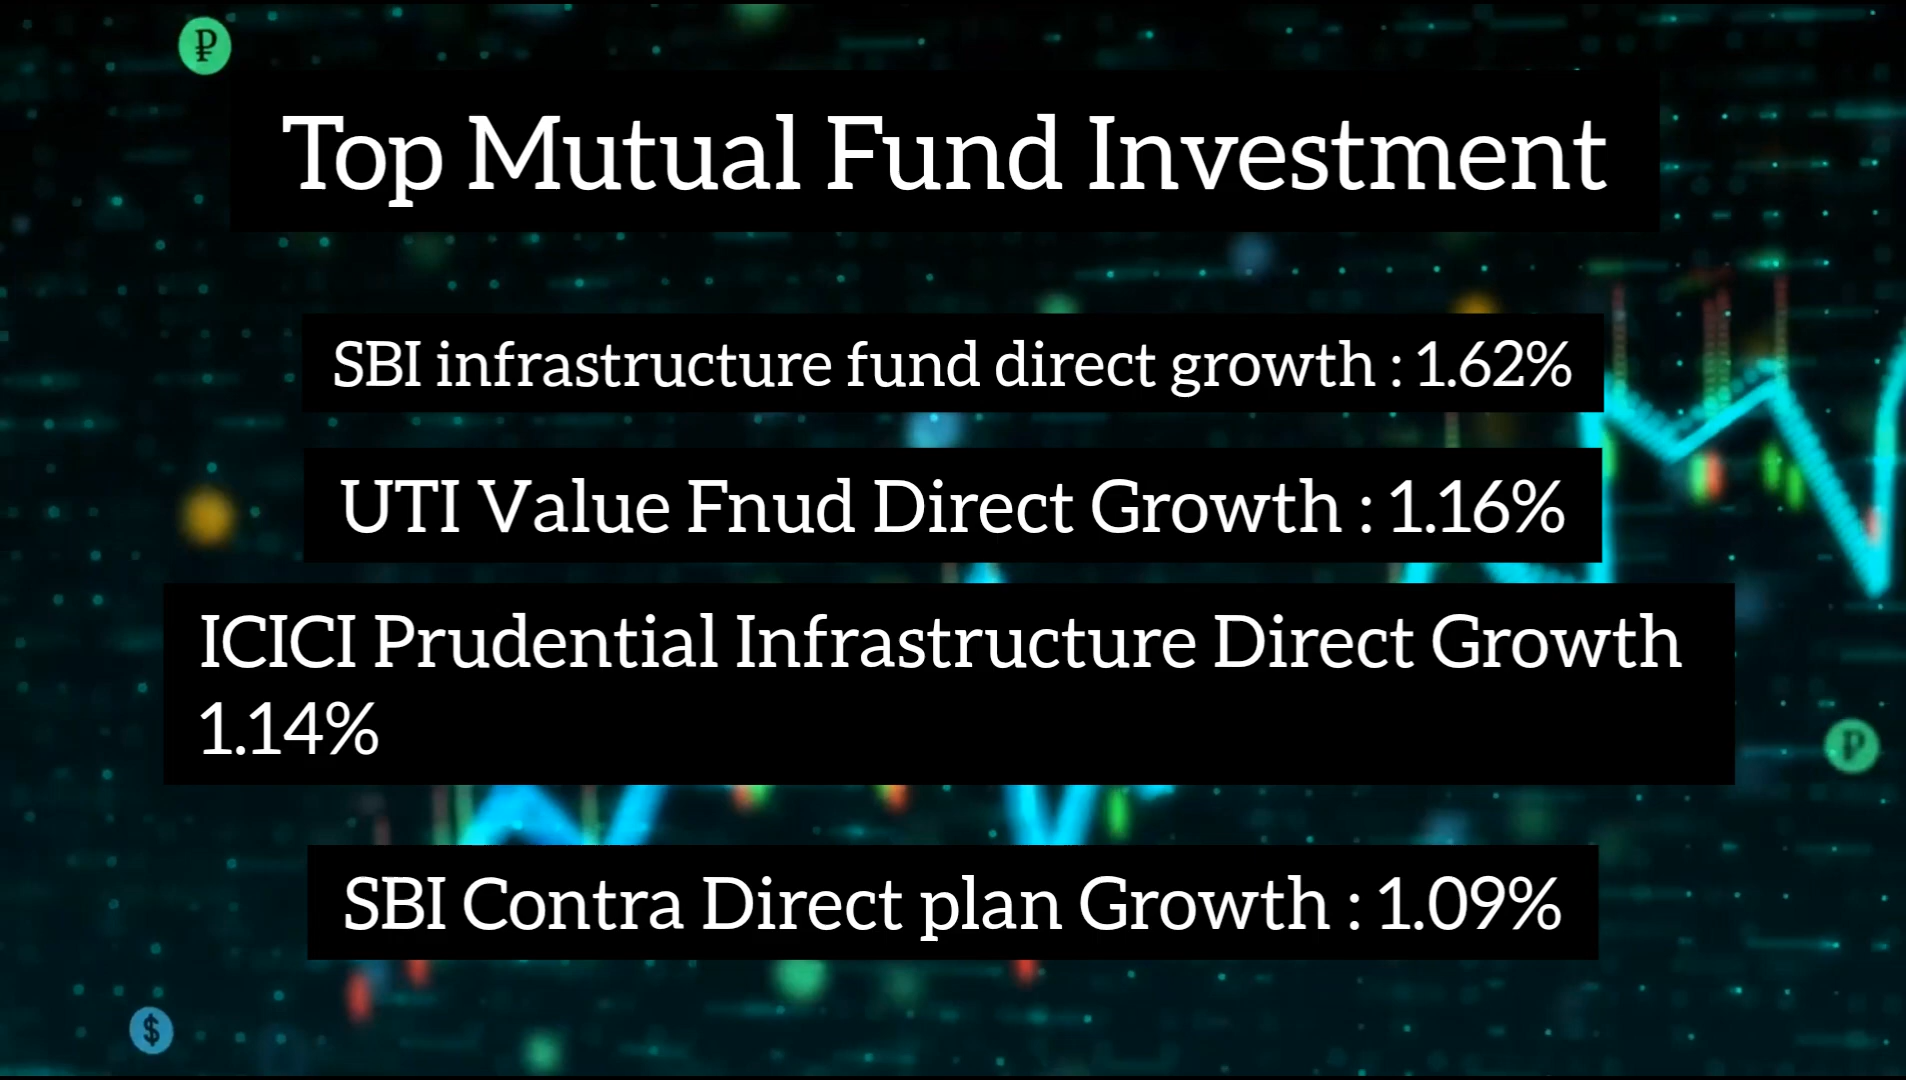 Top Mutual Fund Investment
SBI infrastructure fund direct growth : 1.62%
UTI Value Fnud Direct Growth : 1.16%
ICICI Prudential Infrastructure Direct Growth
1.14%
SBI Contra Direct plan Growth : 1.09%